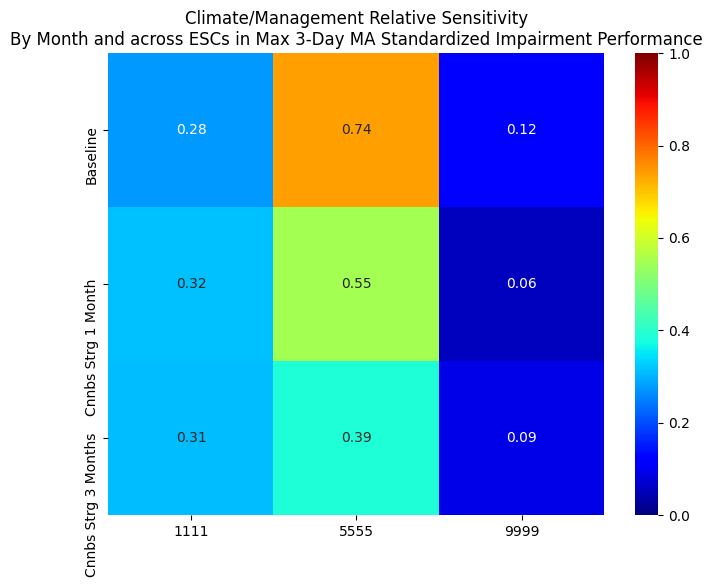 Climate/Management Relative Sensitivity
By Month and across ESCs in Max 3-Day MA Standardized Impairment Performance
Baseline
0.28 0.74 0.12
Cnnbs Strg 1 Month
0.32 0.55 0.06
Cnnbs Strg 3 Months
0.31 0.39 0.09
1111 5555 9999
1.0
0.8
0.6
0.4
0.2
0.0